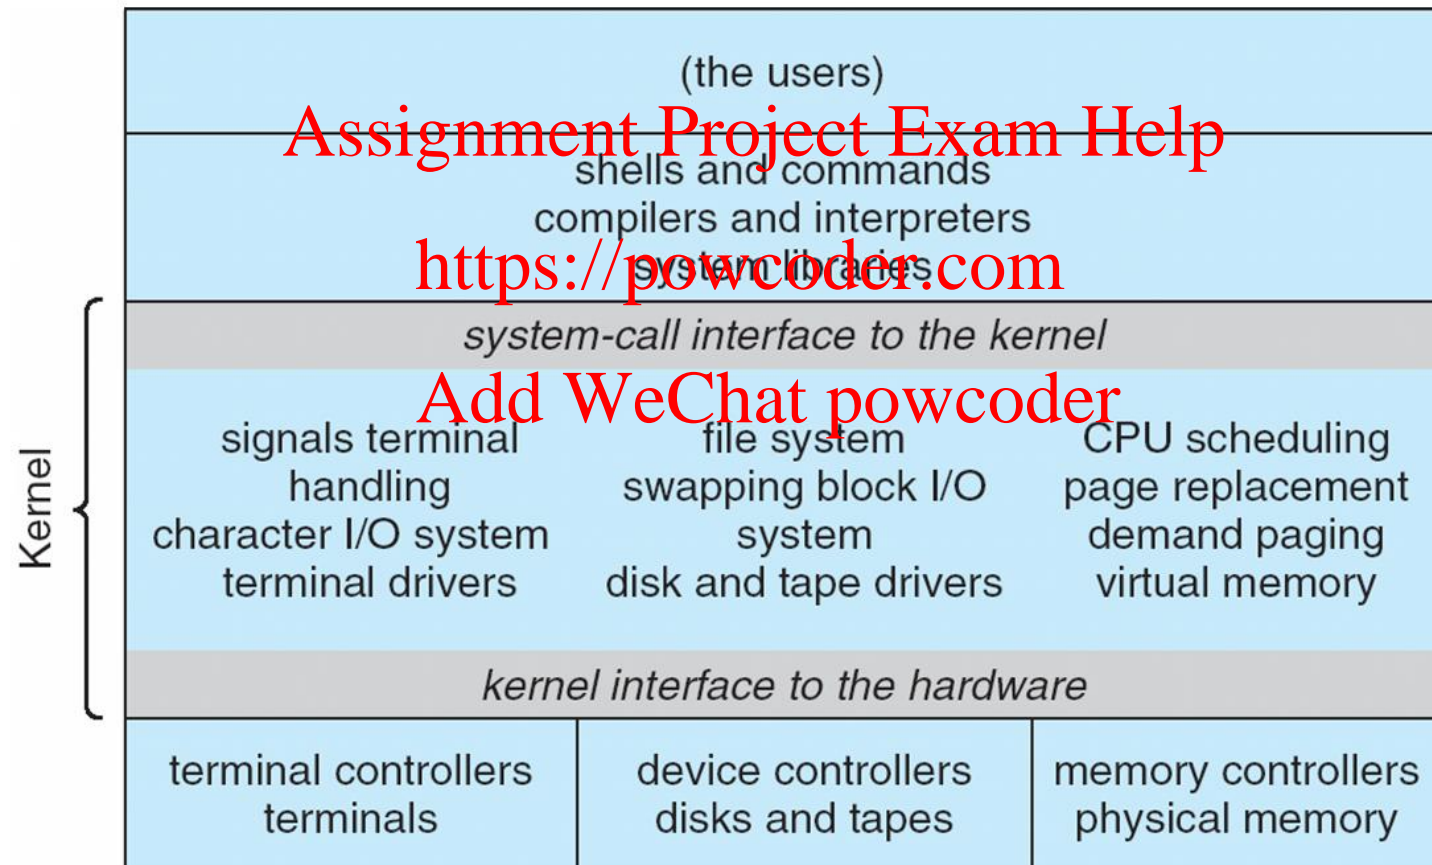 (the users)
Assignment Project Exam Help
shells and commands
compilers and interpreters
https://powcoder.com
system libraries
system-call interface to the kernel
Add WeChat powcoder
Kernel
signals terminal
handling
character I/O system
terminal drivers
file system
swapping block I/O
system
disk and tape drivers
CPU scheduling
page replacement
demand paging
virtual memory
kernel interface to the hardware
terminal controllers
terminals
device controllers
disks and tapes
memory controllers
physical memory